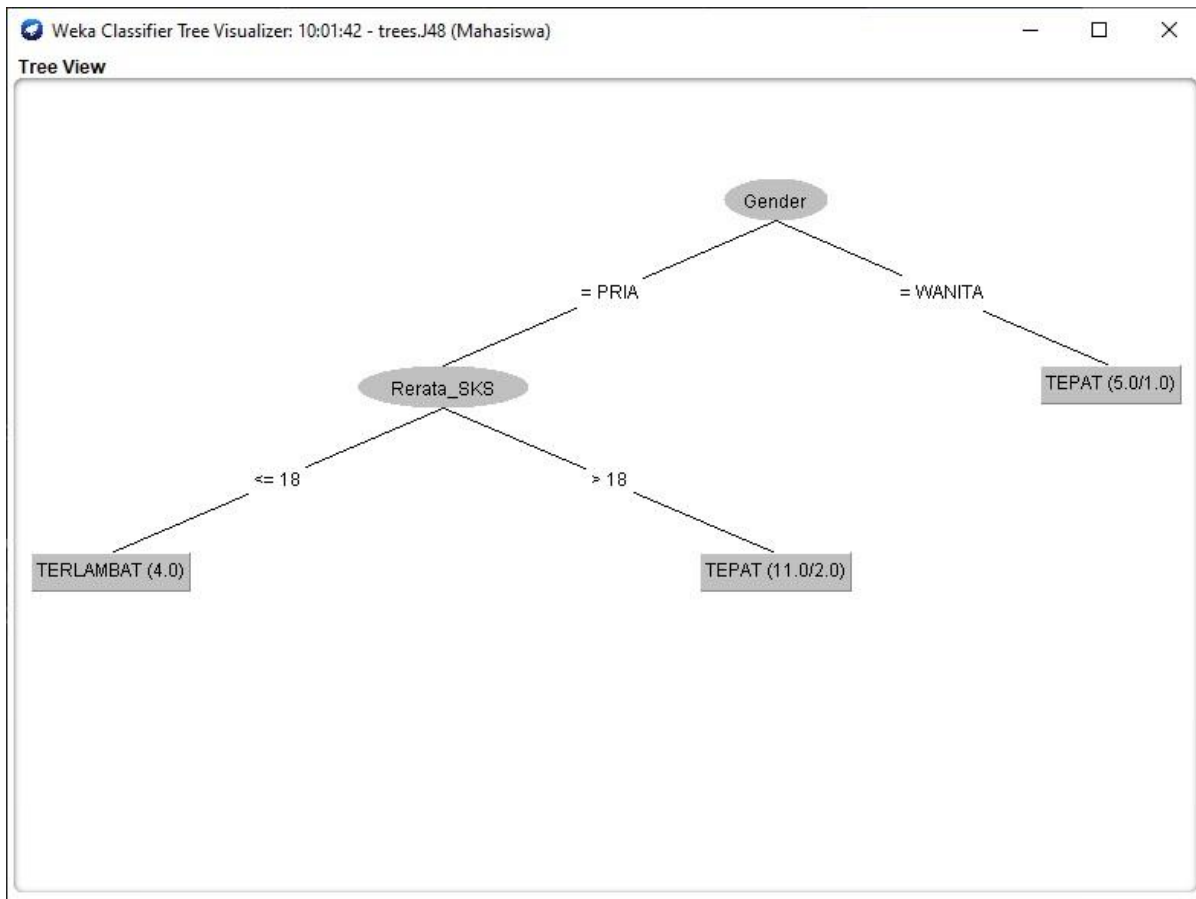 Weka Classifier Tree Visualizer: 10:01:42 - trees.J48 (Mahasiswa)
Tree View
Gender
= PRIA
= WANITA
Rerata_SKS
TEPAT (5.0/1.0)
<= 18
> 18
TERLAMBAT (4.0)
TEPAT (11.0/2.0)